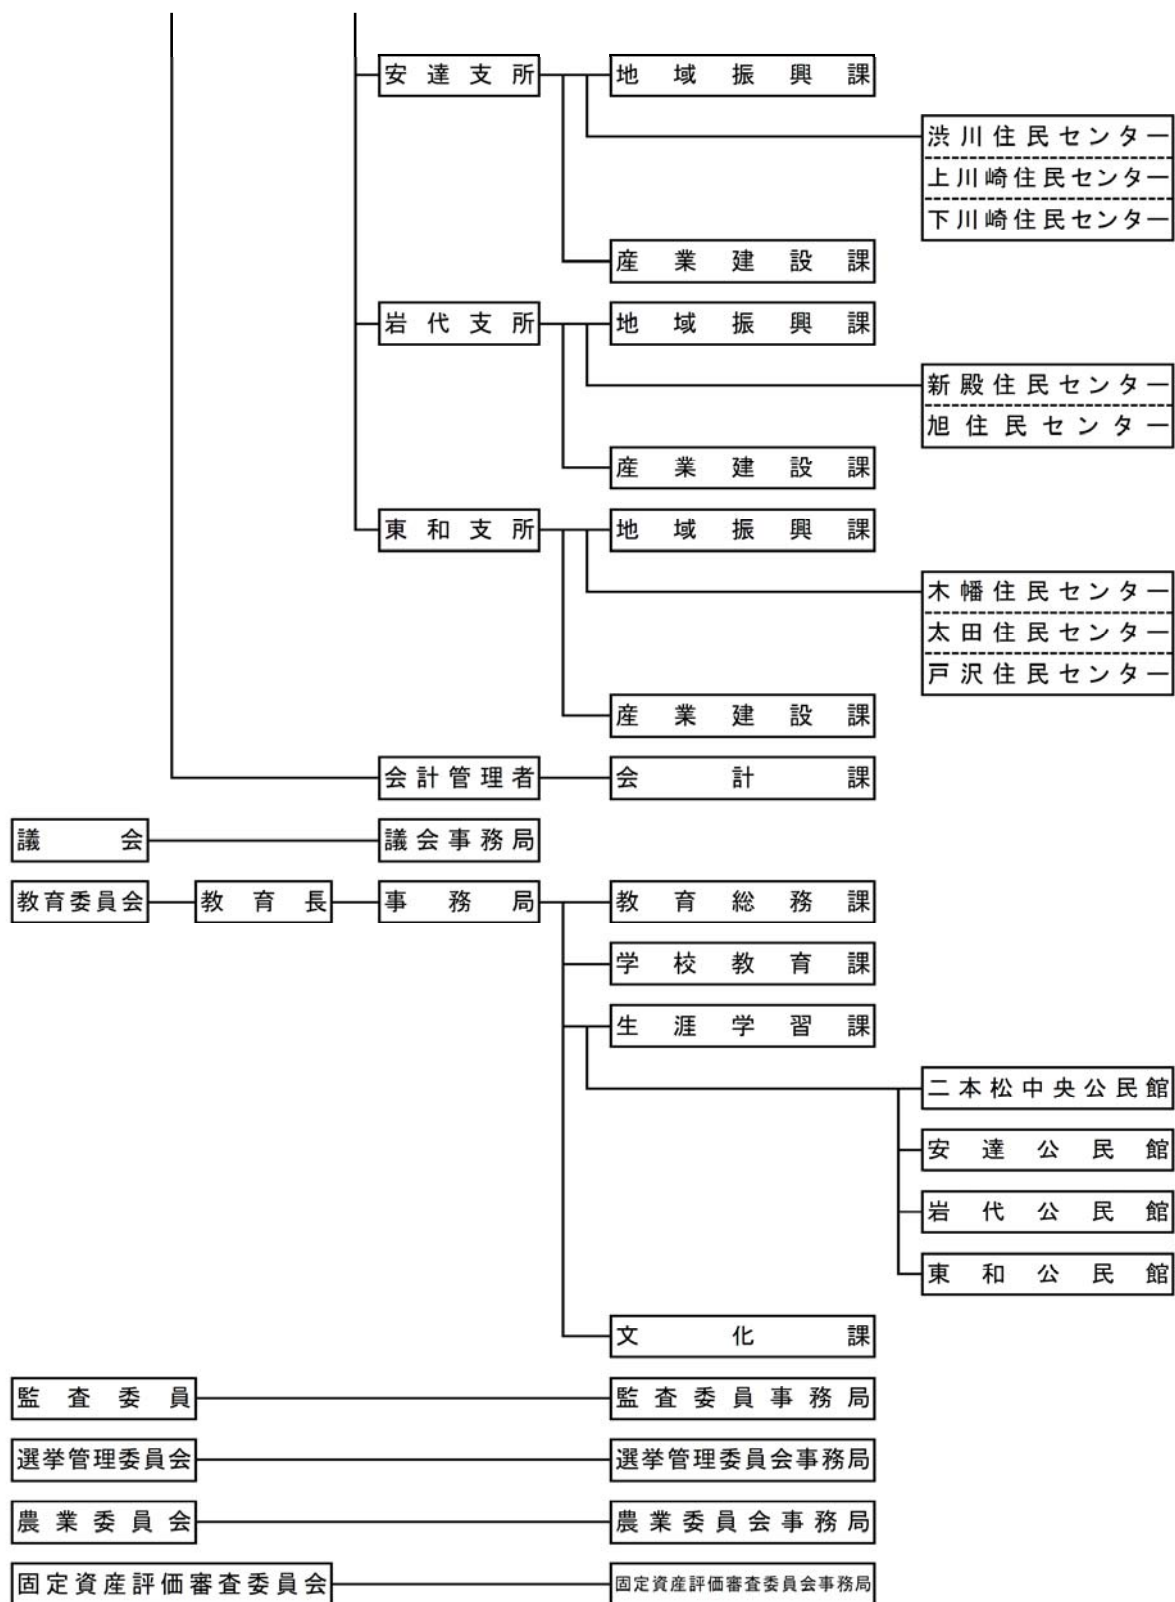 安達支所 地域振興課
渋川住民センター
上川崎住民センター
下川崎住民センター
産業建設課
岩代支所 地域振興課
新殿住民センター
旭住民センター
産業建設課
東和支所 地域振興課
木幡住民センター
太田住民センター
戸沢住民センター
産業建設課
会計管理者 会計課
議会 議会事務局
教育委員会 教育長 事務局 教育総務課
学校教育課
生涯学習課
二本松中央公民館
安達公民館
岩代公民館
東和公民館
文化課
監査委員 監査委員事務局
選挙管理委員会 選挙管理委員会事務局
農業委員会 農業委員会事務局
固定資産評価審査委員会 固定資産評価審査委員会事務局